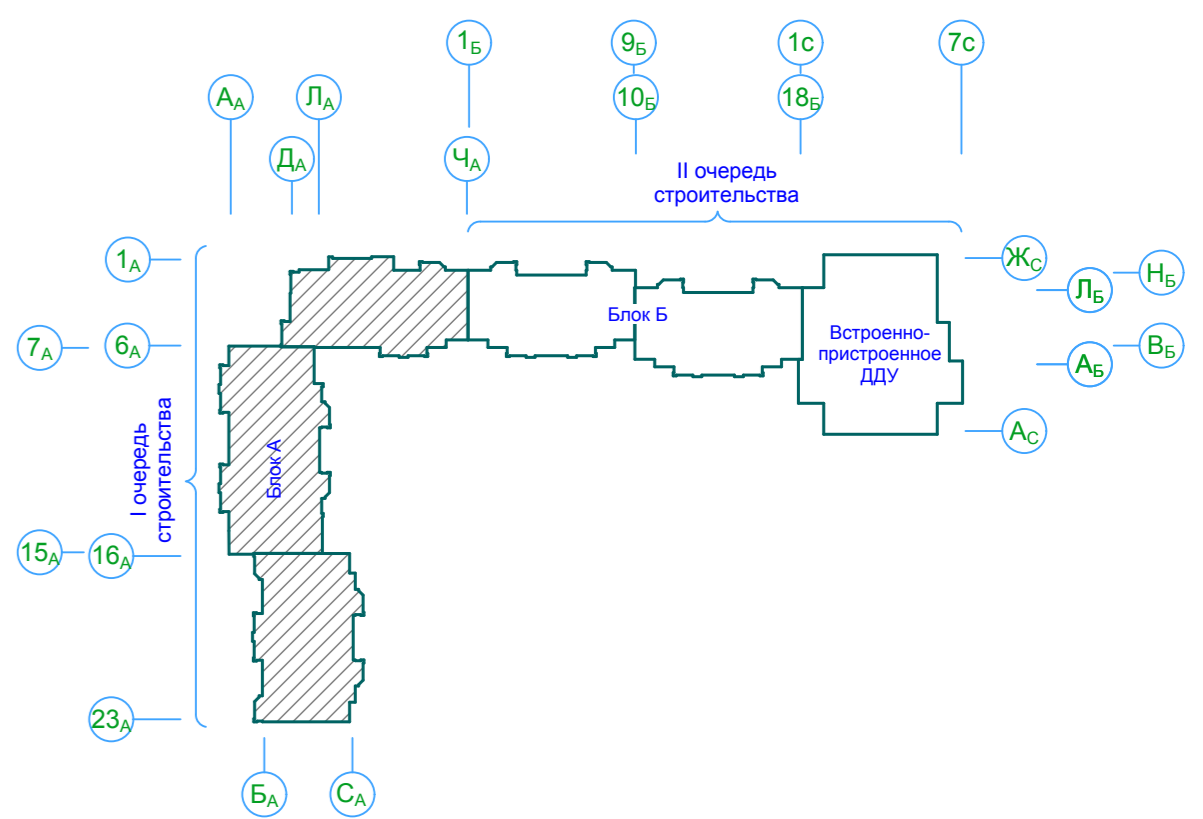 1Б
9Б
1с
7с
АА
ЛА
10Б
18Б
ДА
ЧА
II очередь
строительства
1А
ЖС
ЛБ
НБ
7А
6А
Блок Б
Встроенно-
пристроенное
ДДУ
АБ
ВБ
I очередь
строительства
Блок А
АС
15А
16А
23А
БА
СА